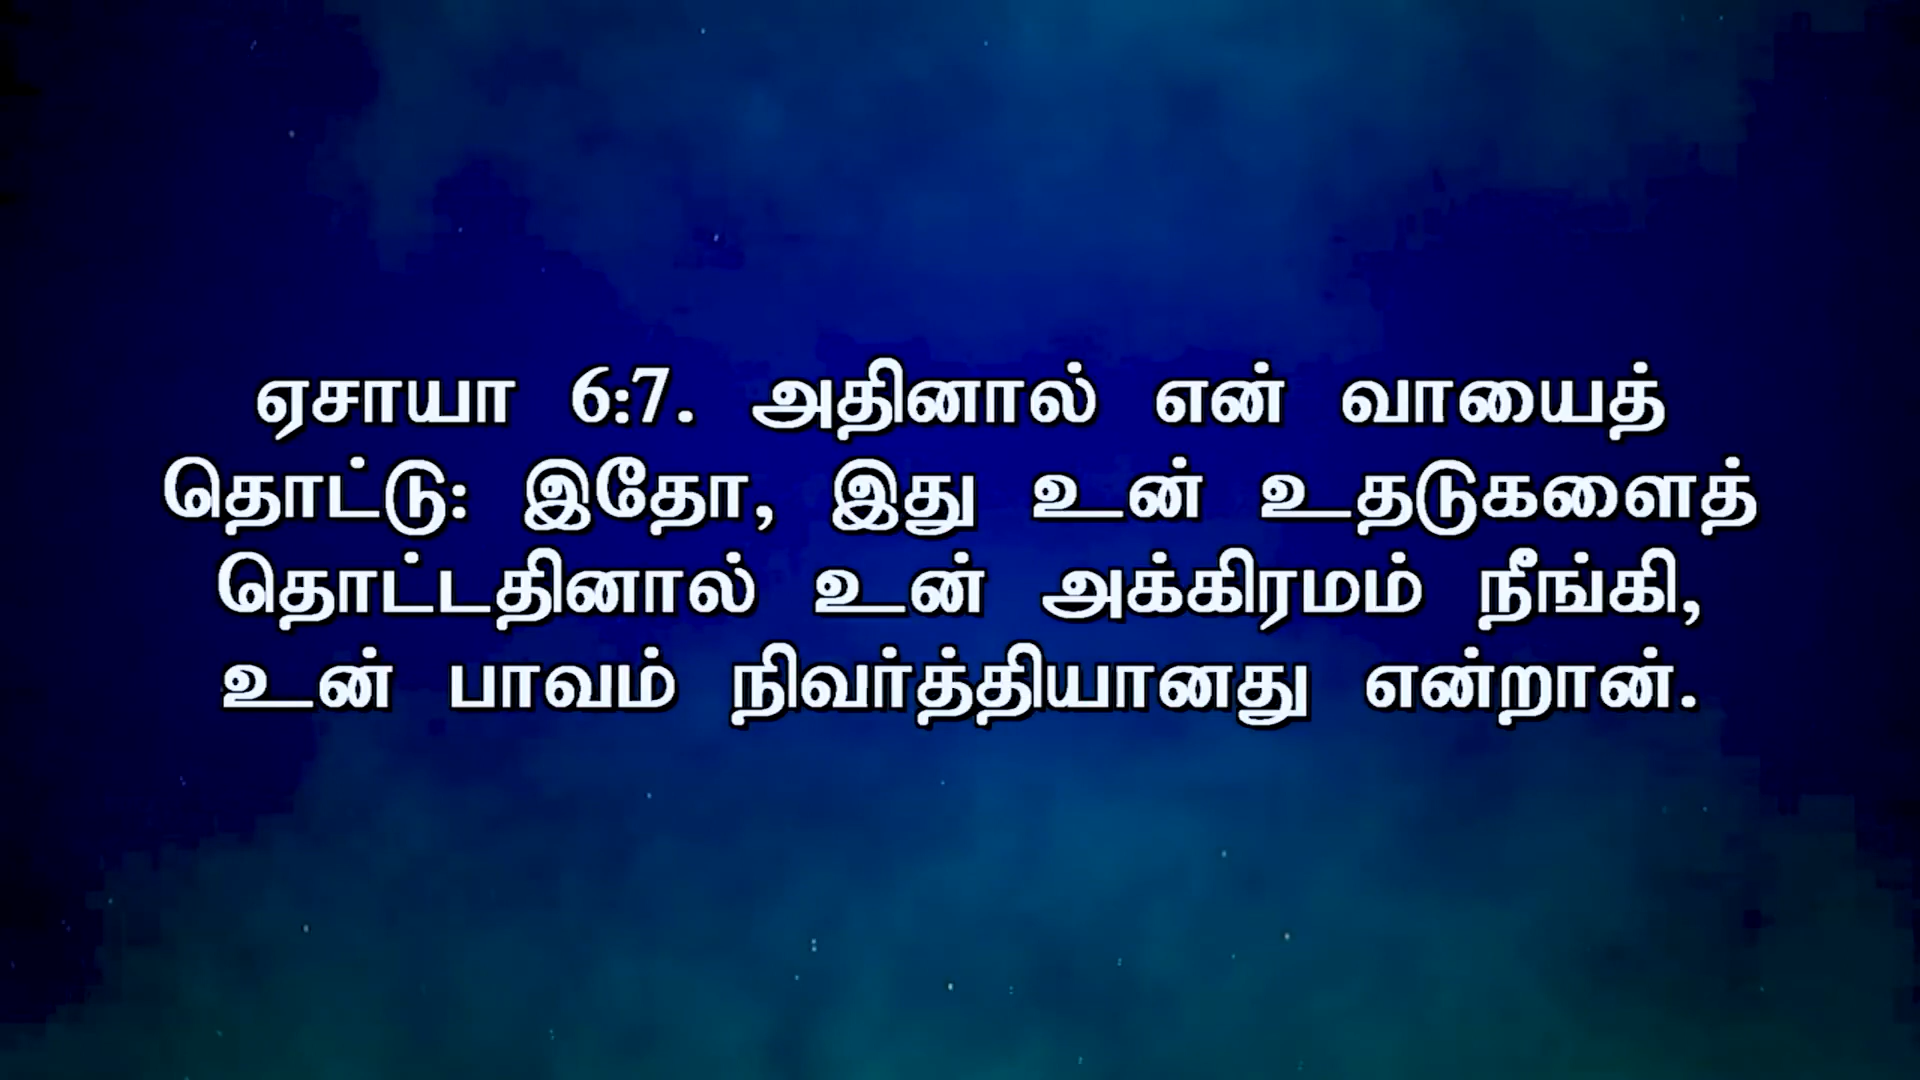 ஏசாயா 6:7. அதினால் என் வாயைத்
தொட்டு: இதோ, இது உன் உதடுகளைத்
தொட்டதினால் உன் அக்கிரமம் நீங்கி,
உன் பாவம் நிவர்த்தியானது என்றான்.